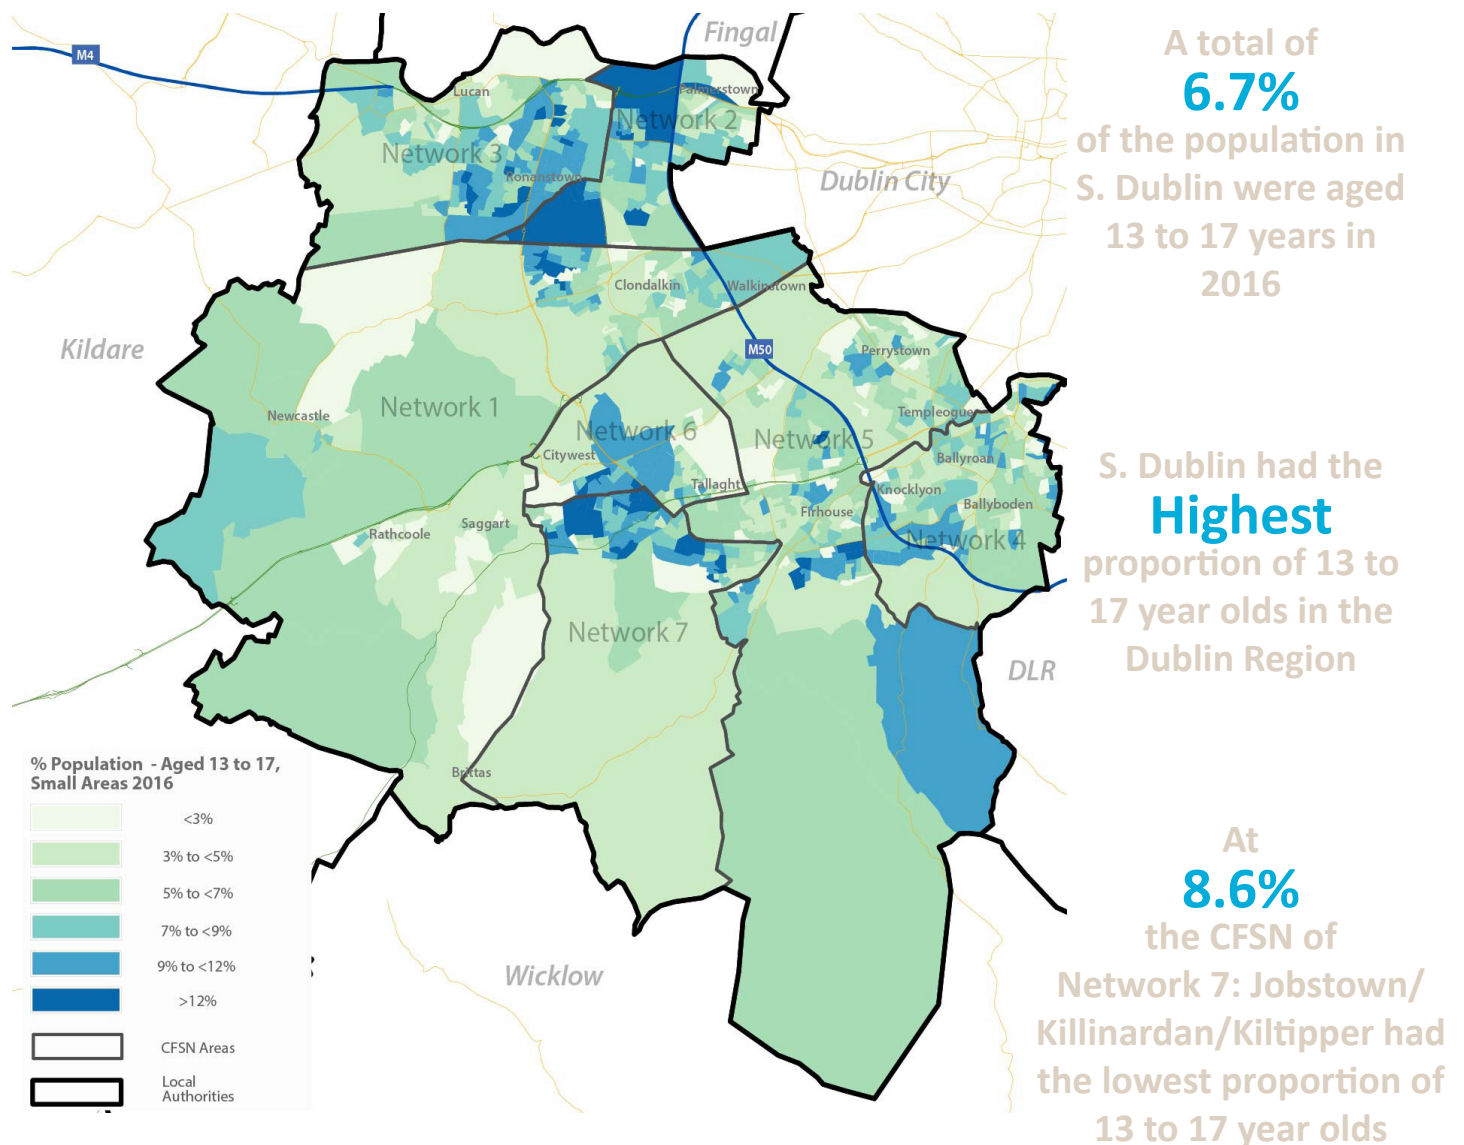 Fingal
M4
Lucan
Palmerstown
Network 2
Network 3
Ronanstown
Dublin City
Clondalkin
Walkinstown
Kildare
M50
Perrystown
Newcastle
Network 1
Templeogue
Network 6
Network 5
Citywest
Ballyroan
Tallaght
Knocklyon
Firhouse
Ballyboden
Saggart
Rathcoole
Network 4
Network 7
DLR
Brittas
Wicklow
% Population - Aged 13 to 17,
Small Areas 2016
<3%
3% to <5%
5% to <7%
7% to <9%
9% to <12%
>12%
CFSN Areas
Local
Authorities
A total of
6.7%
of the population in
S. Dublin were aged
13 to 17 years in
2016
S. Dublin had the
Highest
proportion of 13 to
17 year olds in the
Dublin Region
At
8.6%
the CFSN of
Network 7: Jobstown/
Killinardan/Kiltipper had
the lowest proportion of
13 to 17 year olds